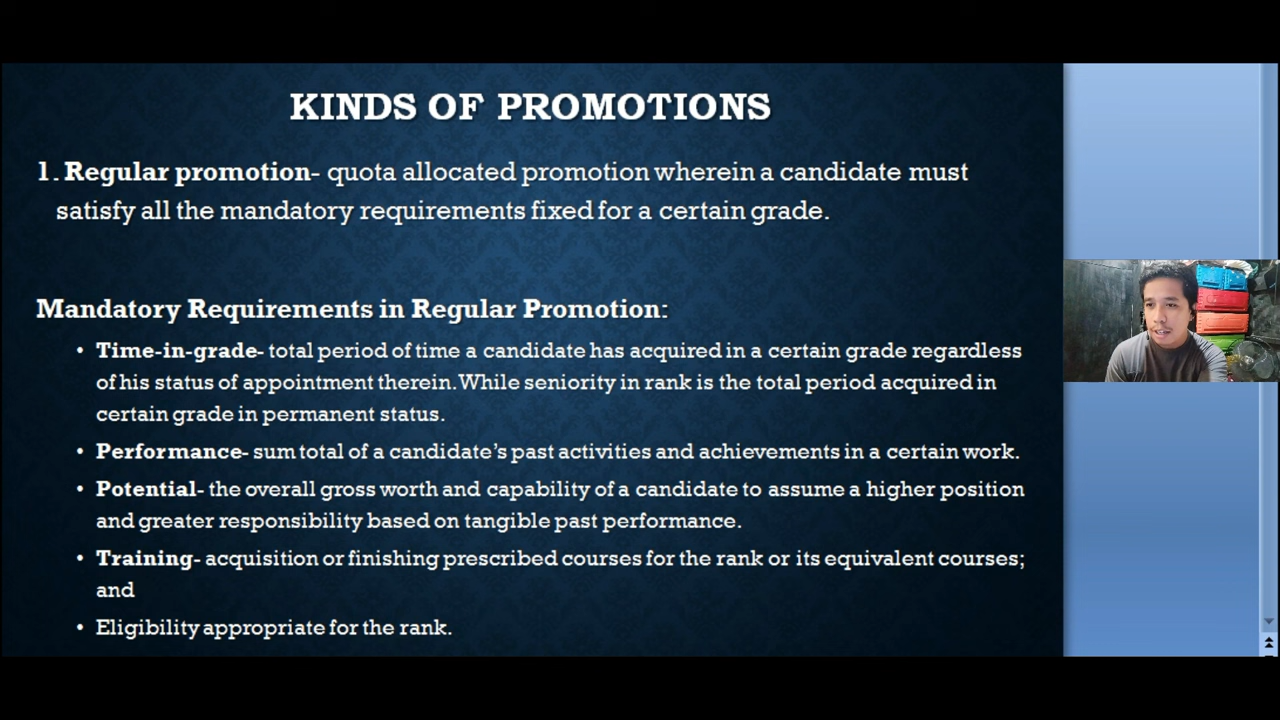 KINDS OF PROMOTIONS
1. Regular promotion- quota allocated promotion wherein a candidate must
satisfy all the mandatory requirements fixed for a certain grade.
Mandatory Requirements in Regular Promotion:
• Time-in-grade- total period of time a candidate has acquired in a certain grade regardless
of his status of appointment therein. While seniority in rank is the total period acquired in
certain grade in permanent status.
• Performance- sum total of a candidate's past activities and achievements in a certain work.
• Potential- the overall gross worth and capability of a candidate to assume a higher position
and greater responsibility based on tangible past performance.
• Training- acquisition or finishing prescribed courses for the rank or its equivalent courses;
and
• Eligibility appropriate for the rank.